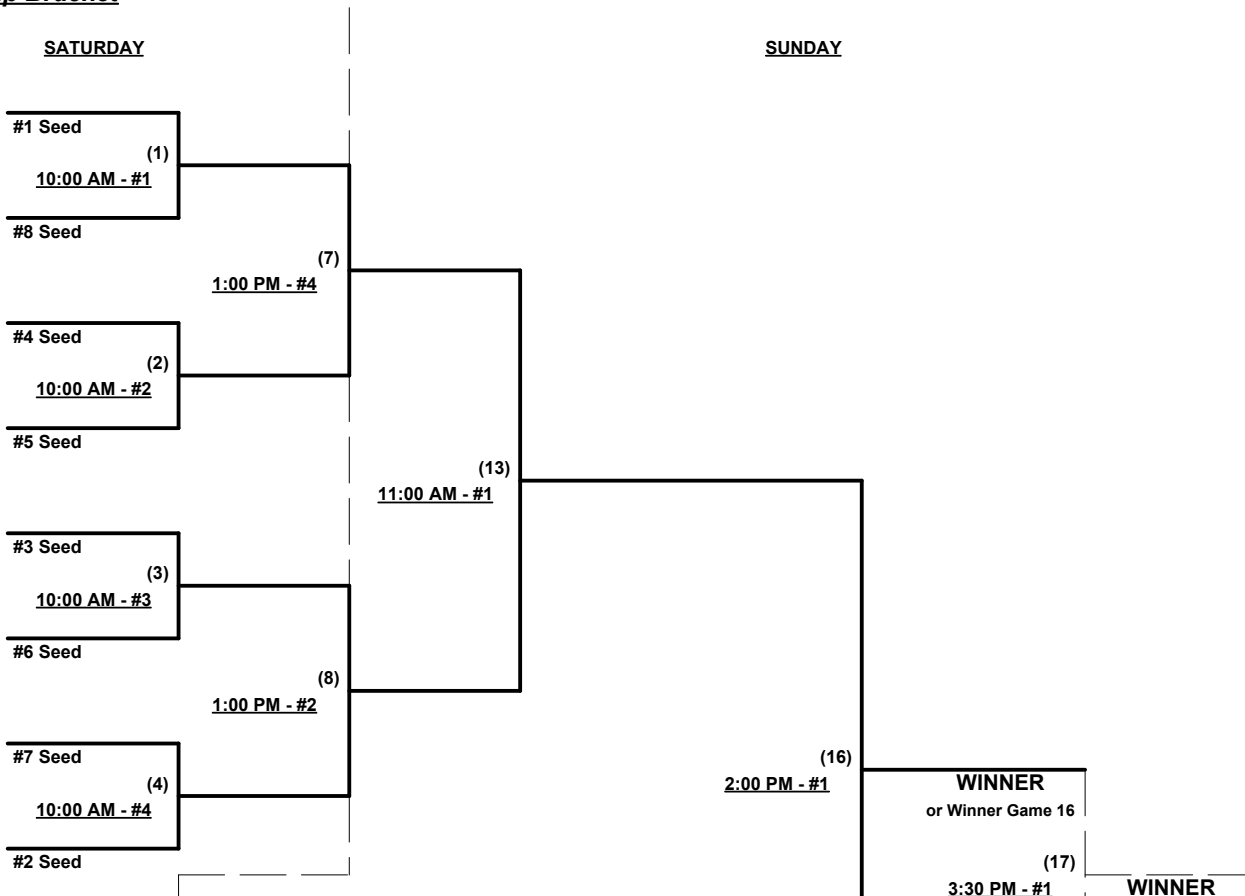 SATURDAY
SUNDAY
#1 Seed
(1)
10:00 AM - #1
#8 Seed
(7)
1:00 PM - #4
#4 Seed
(2)
10:00 AM - #2
#5 Seed
(13)
11:00 AM - #1
#3 Seed
(3)
10:00 AM - #3
#6 Seed
(8)
1:00 PM - #2
#7 Seed
(4)
10:00 AM - #4
#2 Seed
(16)
2:00 PM - #1
WINNER
or Winner Game 16
(17)
3:30 PM - #1
WINNER